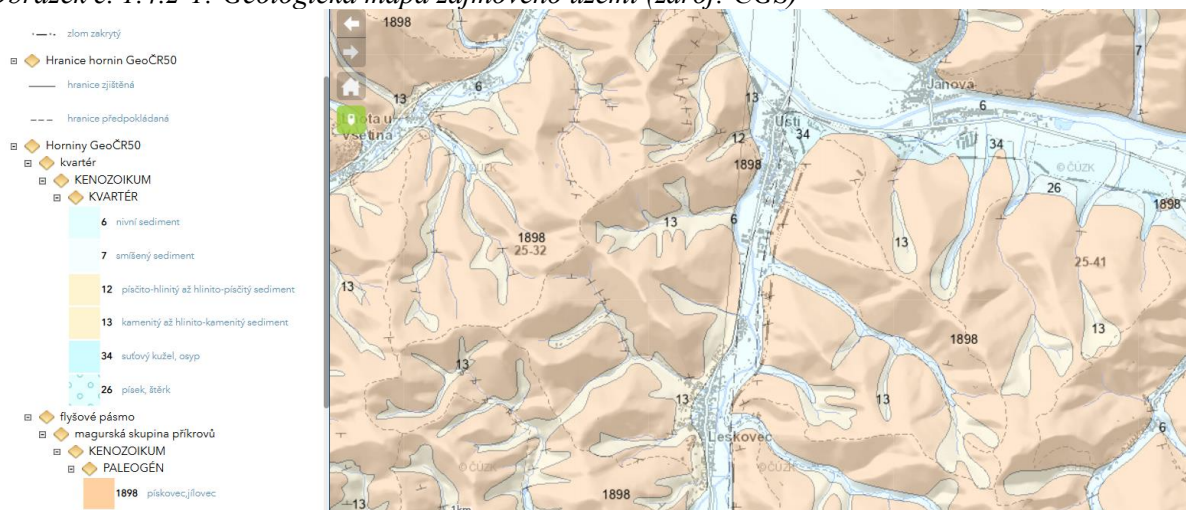 Obrázek č. 1.4.2-1: Geologická mapa zájmového území (zdroj: ČGS)
zlom zakrytý
Hranice hornin GeoČR50
hranice zjištěná
hranice předpokládaná
Horniny GeoČR50
kvartér
KENOZOIKUM
KVARTÉR
6 nivní sediment
7 smíšený sediment
12 písčito-hlinitý až hlinito-písčitý sediment
13 kamenitý až hlinito-kamenitý sediment
34 suťový kužel, osyp
26 písek, štěrk
flyšové pásmo
magurská skupina příkrovů
KENOZOIKUM
PALEOGÉN
1898 pískovec,jílovec
1898
7
13
6
13
Janova
6
Lhota u
Vsetína
Ústí
34
12
34
1898
© ČÚZK
© ČÚZK
26
1898
13
6
1898
25-32
13
25-41
13
13
1898
13
13
13
Leskovec
6
© ČÚZK
© ČÚZK
1898
13
1km